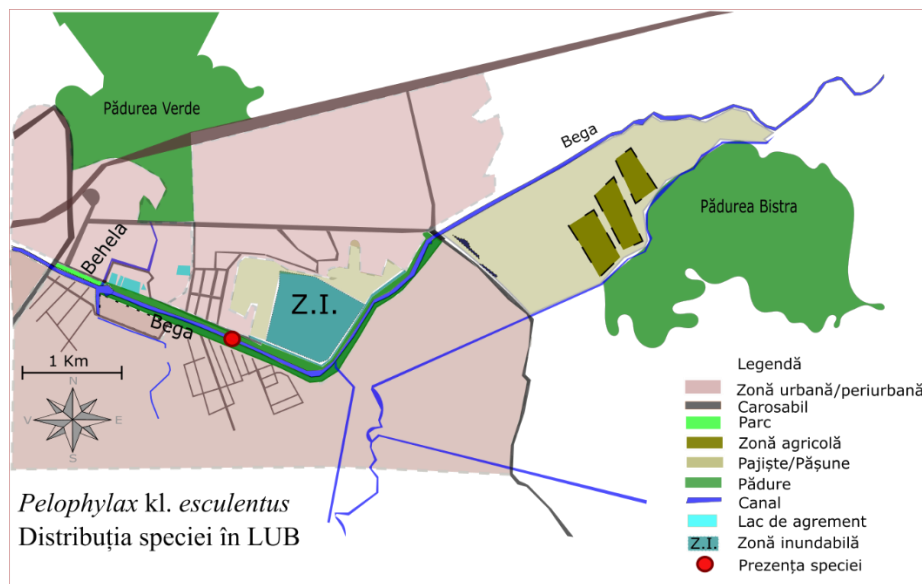 Pădurea Verde
Bega
Pădurea Bistra
Behela
Z.I.
Bega
1 Km
N
V
E
S
Pelophylax kl. esculentus
Distribuția speciei în LUB
Legendă
Zonă urbană/periurbană
Carosabil
Parc
Zonă agricolă
Pajiște/Pășune
Pădure
Canal
Lac de agrement
Z.I. Zonă inundabilă
Prezența speciei